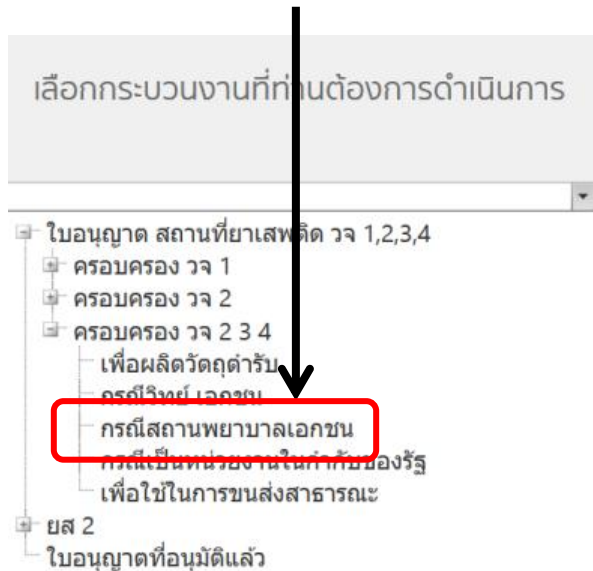 เลือกกระบวนงานที่ท่านต้องการดำเนินการ
ใบอนุญาต สถานที่ยาเสพติด วจ 1,2,3,4
ครอบครอง วจ 1
ครอบครอง วจ 2
ครอบครอง วจ 2 3 4
เพื่อผลิตวัตถุตำรับ
กรณีวิทย์ เอกชน
กรณีสถานพยาบาลเอกชน
กรณีเป็นหน่วยงานในกำกับของรัฐ
เพื่อใช้ในการขนส่งสาธารณะ
ยส 2
ใบอนุญาตที่อนุมัติแล้ว